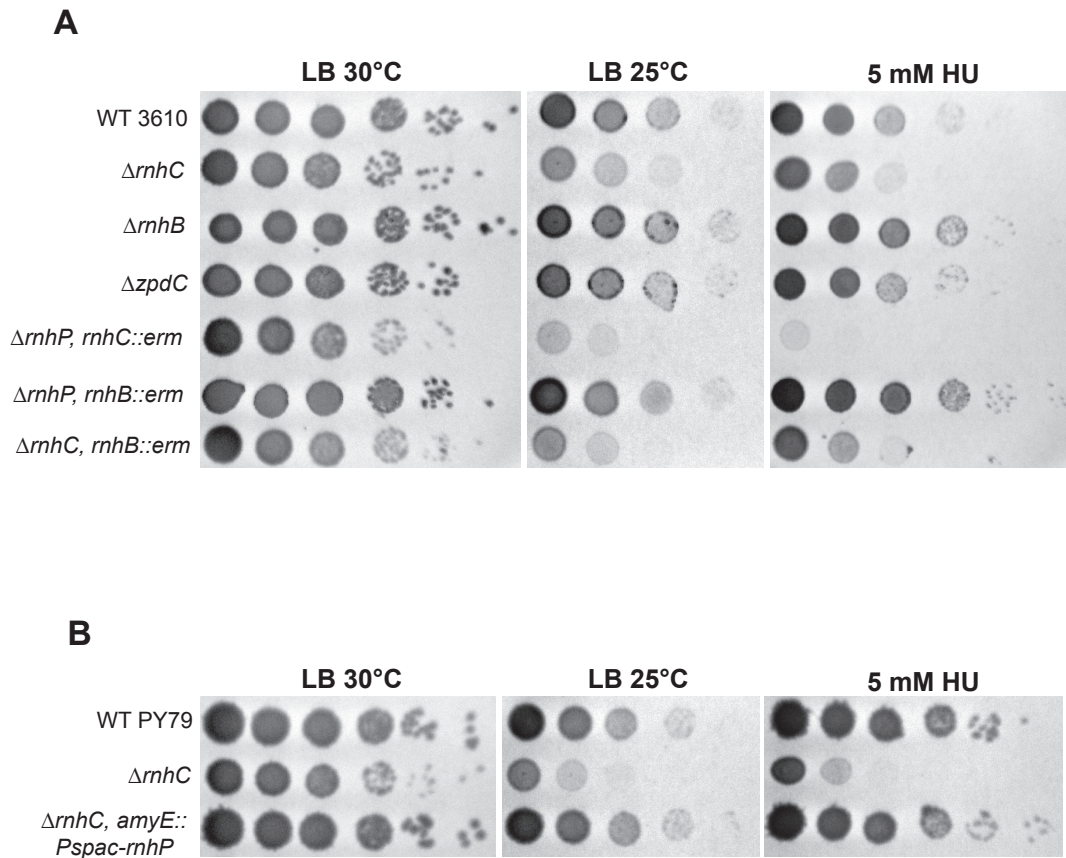 A
LB 30°C LB 25°C 5 mM HU
WT 3610
ΔrnhC
ΔrnhB
ΔzpdC
ΔrnhP, rnhC::erm
ΔrnhP, rnhB::erm
ΔrnhC, rnhB::erm
B
LB 30°C LB 25°C 5 mM HU
WT PY79
ΔrnhC
ΔrnhC, amyE::
Pspac-rnhP